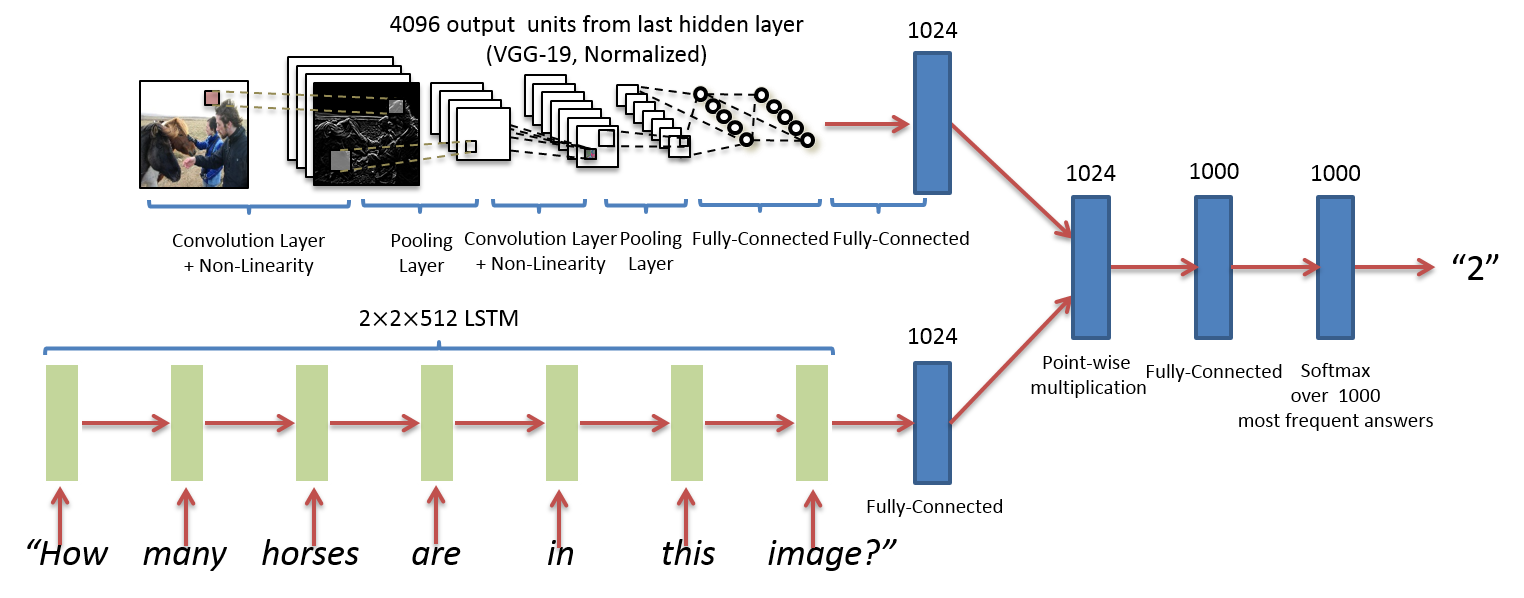 4096 output units from last hidden layer
(VGG-19, Normalized)
1024
Convolution Layer
+ Non-Linearity
Pooling
Layer
Convolution Layer
+ Non-Linearity
Pooling
Layer
Fully-Connected
Fully-Connected
2×2×512 LSTM
1024
Fully-Connected
“How many horses are in this image?”
1024
Point-wise
multiplication
1000
Fully-Connected
1000
Softmax
over 1000
most frequent answers
“2”